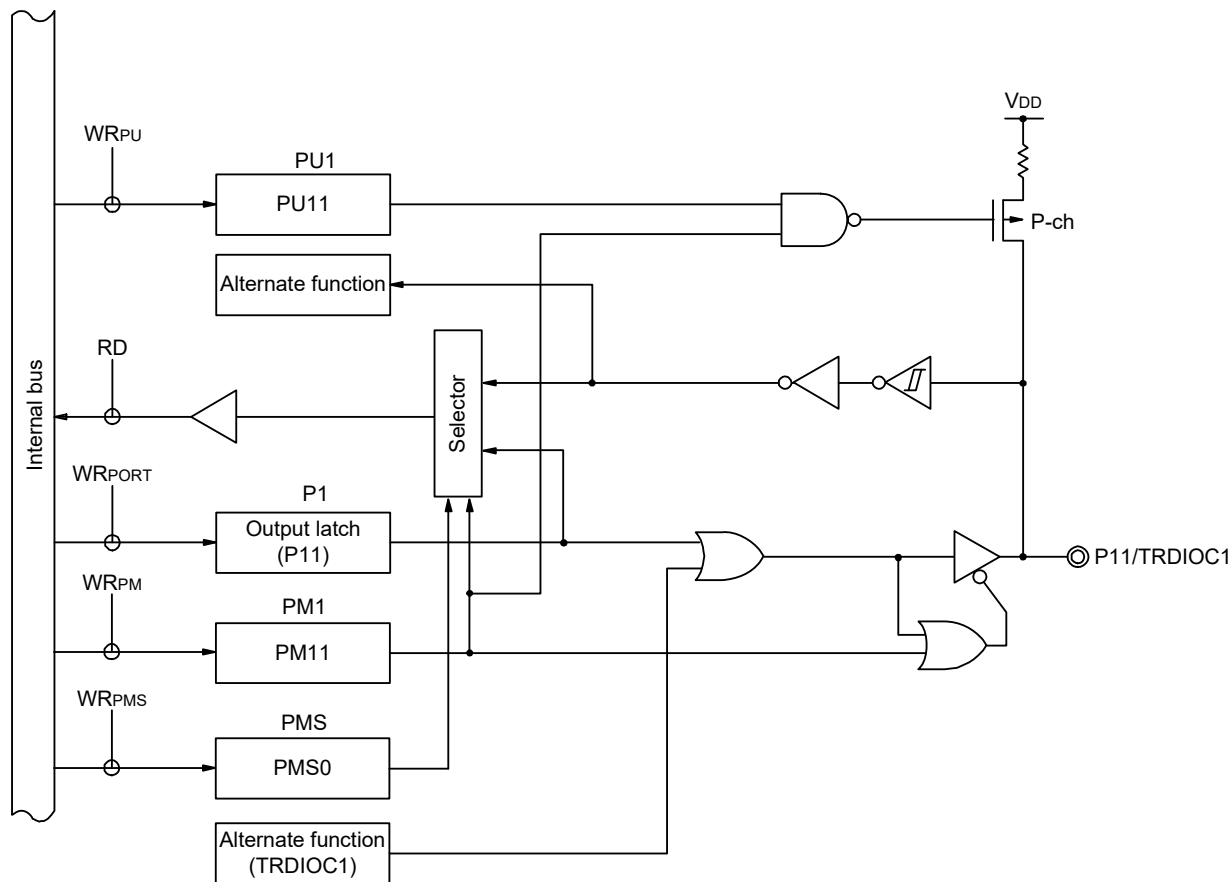 VDD
WRPU
PU1
PU11
P-ch
Alternate function
RD
Internal bus
Selector
WRPORT
P1
Output latch
(P11)
P11/TRDIOC1
WRPM
PM1
PM11
WRPMS
PMS
PMS0
Alternate function
(TRDIOC1)